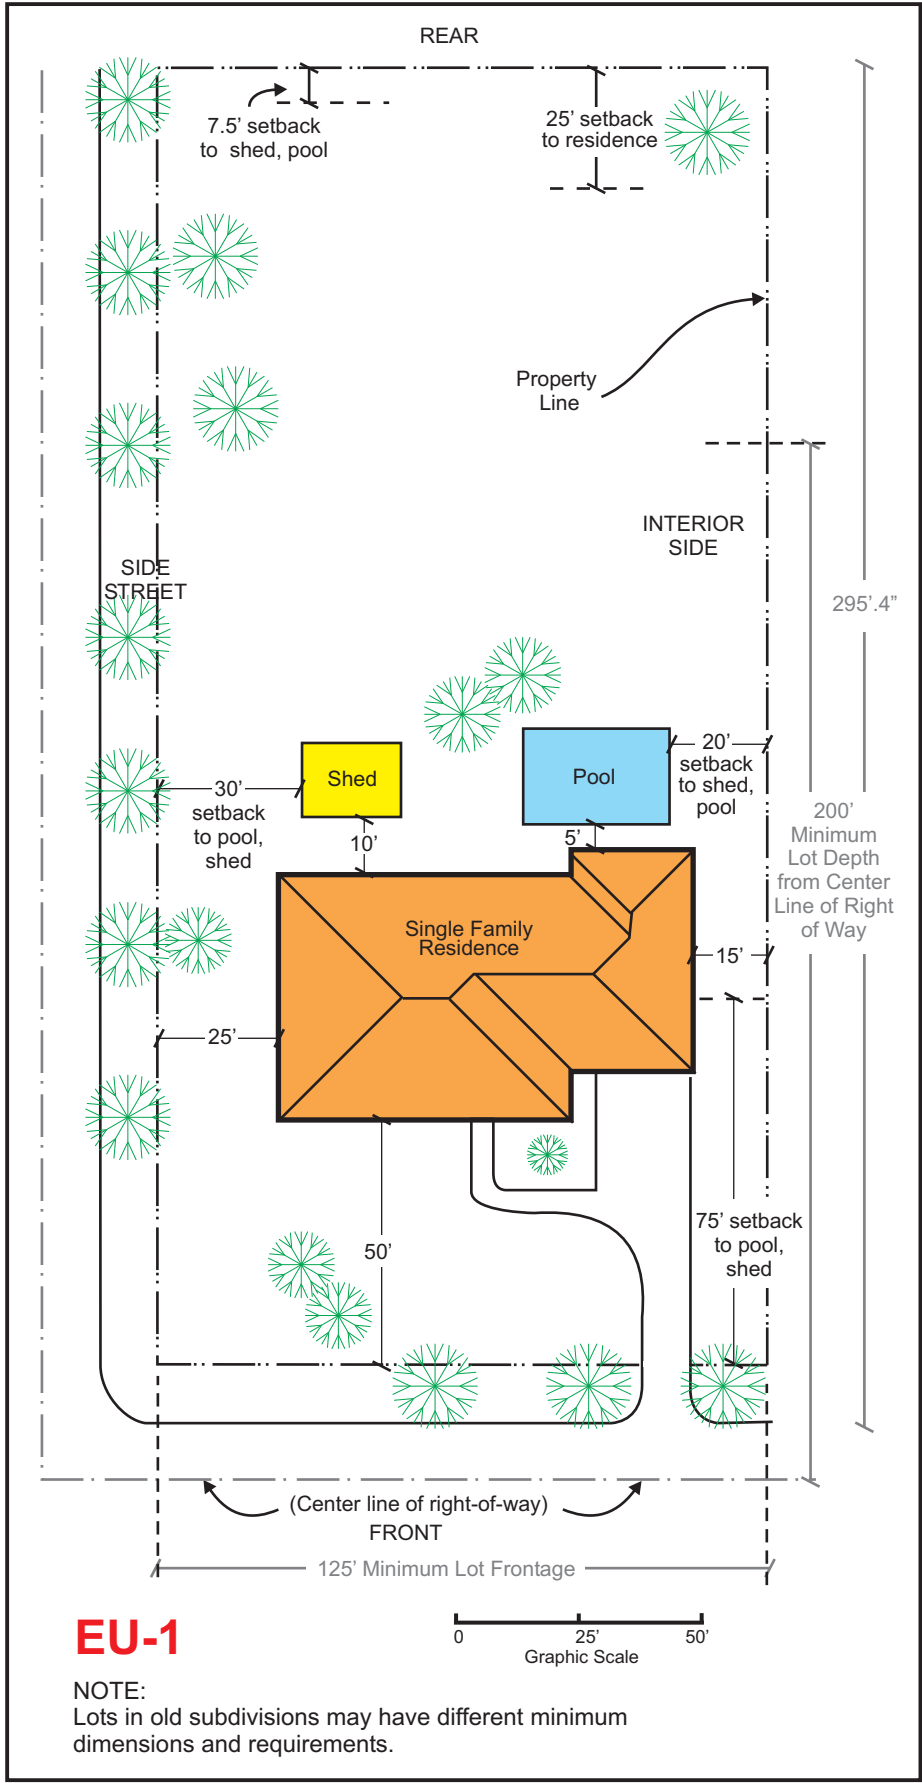 REAR
7.5' setback
to shed, pool
25' setback
to residence
Property
Line
INTERIOR
SIDE
SIDE
STREET
295'.4”
20'
setback
to shed,
pool
Shed
Pool
30'
setback
to pool,
shed
10'
5'
200'
Minimum
Lot Depth
from Center
Line of Right
of Way
Single Family
Residence
15'
25'
75' setback
to pool,
shed
50'
(Center line of right-of-way)
FRONT
125' Minimum Lot Frontage
EU-1
0 25' 50'
Graphic Scale
NOTE:
Lots in old subdivisions may have different minimum
dimensions and requirements.